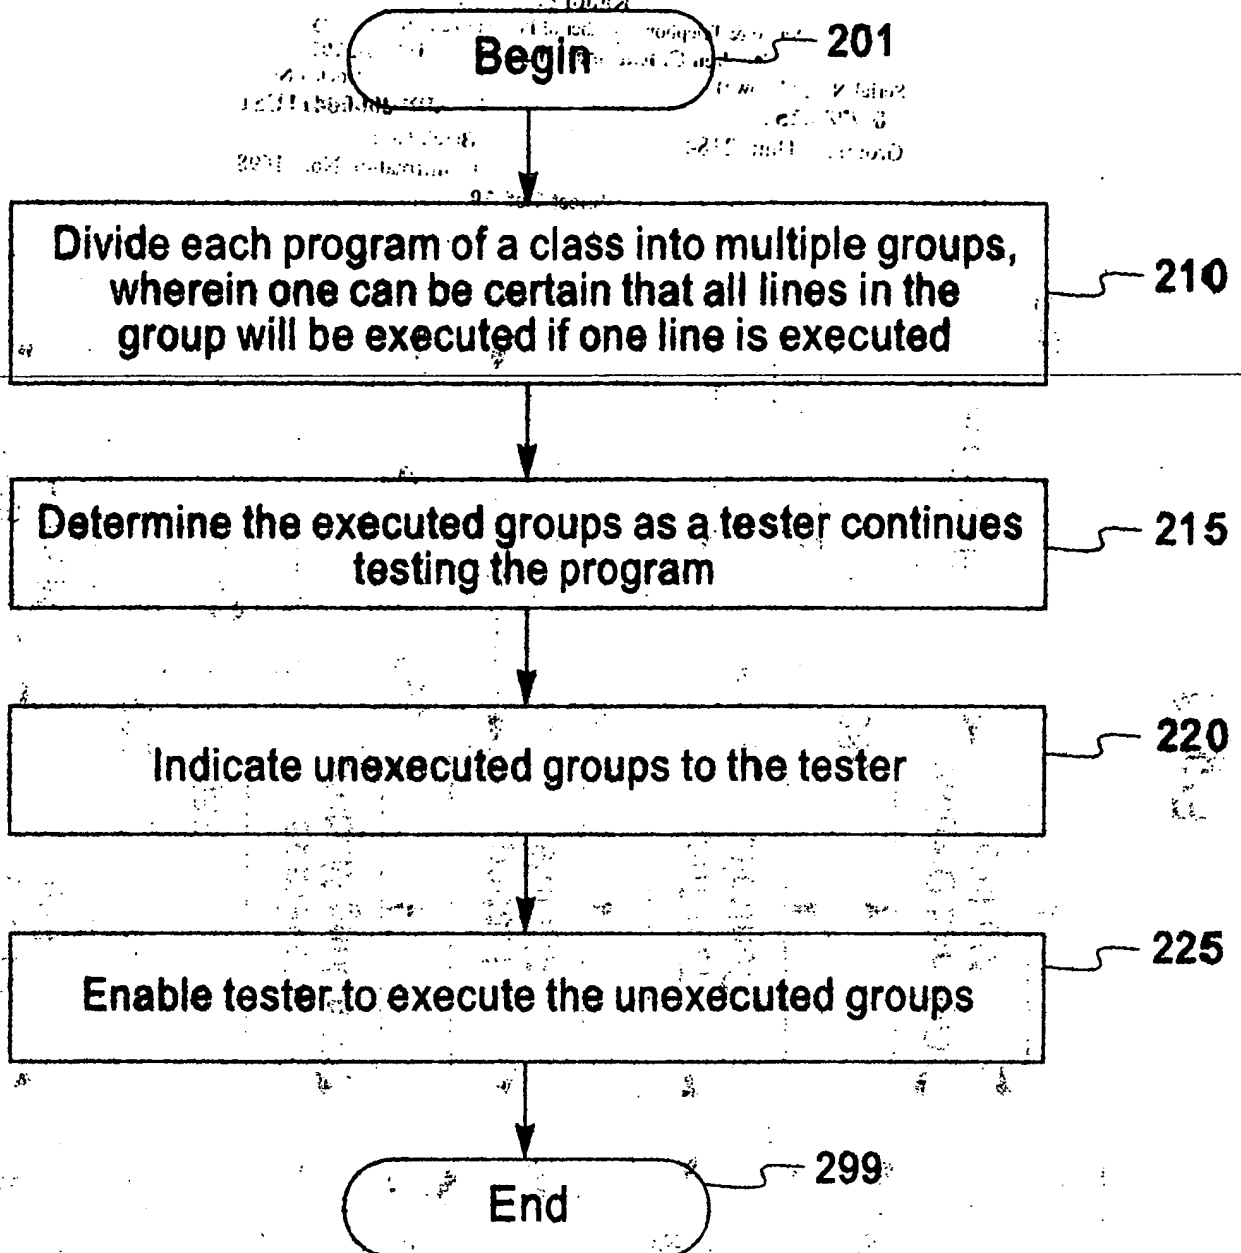 Begin
201
Divide each program of a class into multiple groups,
wherein one can be certain that all lines in the
group will be executed if one line is executed
210
Determine the executed groups as a tester continues
testing the program
215
Indicate unexecuted groups to the tester
220
Enable tester to execute the unexecuted groups
225
End
299